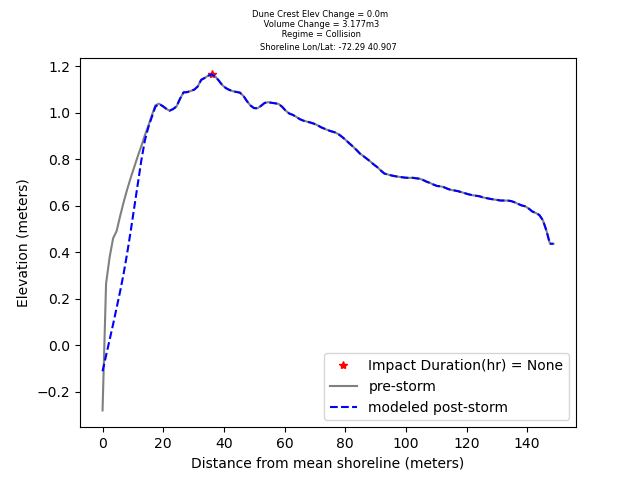 Dune Crest Elev Change = 0.0m
Volume Change = 3.177m3
Regime = Collision
Shoreline Lon/Lat: -72.29 40.907
1.2
1.0
0.8
0.6
0.4
0.2
0.0
−0.2
Elevation (meters)
Impact Duration(hr) = None
pre-storm
modeled post-storm
0 20 40 60 80 100 120 140
Distance from mean shoreline (meters)